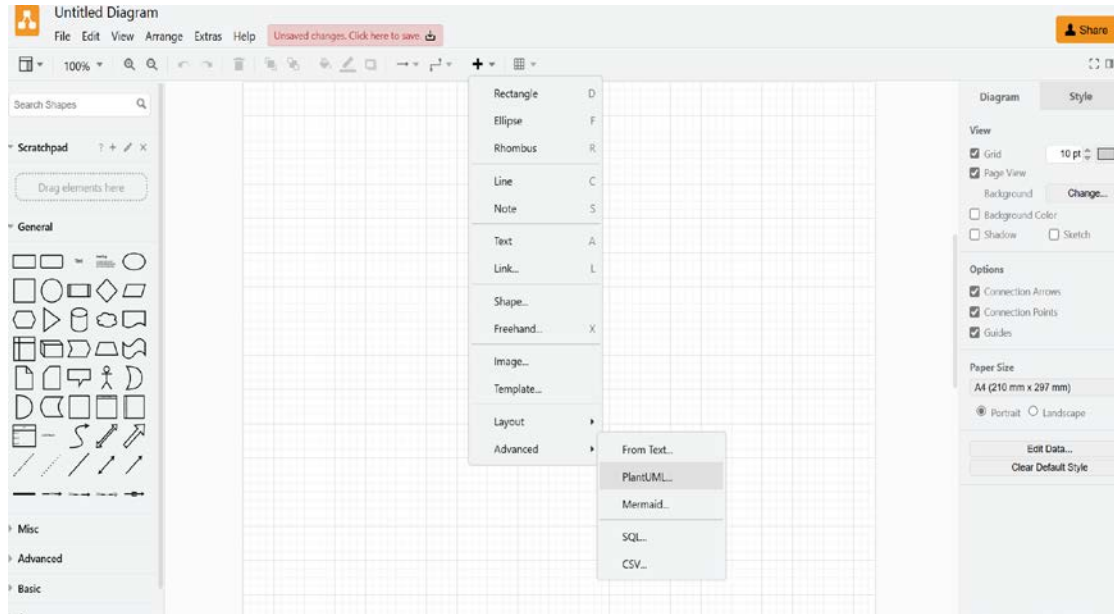 Untitled Diagram
File Edit View Arrange Extras Help Unsaved changes. Click here to save.
Share
100%
Search Shapes
Scratchpad
Drag elements here
General
Text
Misc
Advanced
Basic
Rectangle D
Ellipse F
Rhombus R
Line C
Note S
Text A
Link... L
Shape...
Freehand... X
Image...
Template...
Layout
Advanced
From Text...
PlantUML...
Mermaid...
SQL...
CSV...
Diagram Style
View
Grid 10 pt
Page View
Background Change...
Background Color
Shadow Sketch
Options
Connection Arrows
Connection Points
Guides
Paper Size
A4 (210 mm x 297 mm)
Portrait Landscape
Edit Data...
Clear Default Style